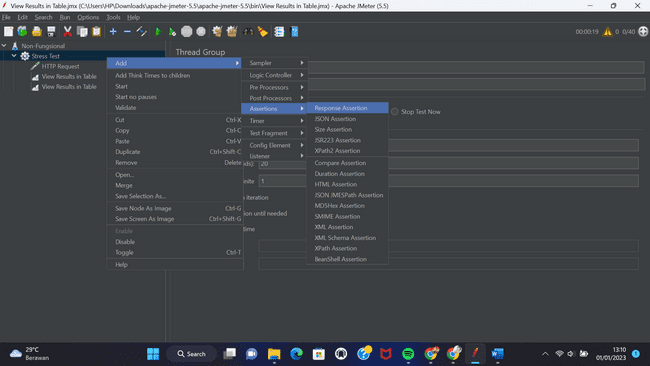 View Results in Table.jmx (C:\Users\HP\Downloads\apache-jmeter-5.5\apache-jmeter-5.5\bin\View Results in Table.jmx) - Apache JMeter (5.5)
File Edit Search Run Options Tools Help
00:00:19 0 0/40
Non-Fungsional
Stress Test
HTTP Request
View Results in Table
View Results in Table
Thread Group
Add
Add Think Times to children
Start
Start no pauses
Validate
Cut Ctrl-X
Copy Ctrl-C
Paste Ctrl-V
Duplicate Ctrl+Shift-C
Remove Delete
Open...
Merge
Save Selection As...
Save Node As Image Ctrl-G
Save Screen As Image Ctrl+Shift-G
Enable
Disable
Toggle Ctrl-T
Help
Sampler
Logic Controller
Pre Processors
Post Processors
Assertions
Timer
Test Fragment
Config Element
Listener
Response Assertion
JSON Assertion
Size Assertion
JSR223 Assertion
XPath2 Assertion
Compare Assertion
Duration Assertion
HTML Assertion
JSON JMESPath Assertion
MD5Hex Assertion
SMIME Assertion
XML Assertion
XML Schema Assertion
XPath Assertion
BeanShell Assertion
Stop Test Now
20
1
iteration
on until needed
time
29°C
Berawan
Search
13:10
01/01/2023